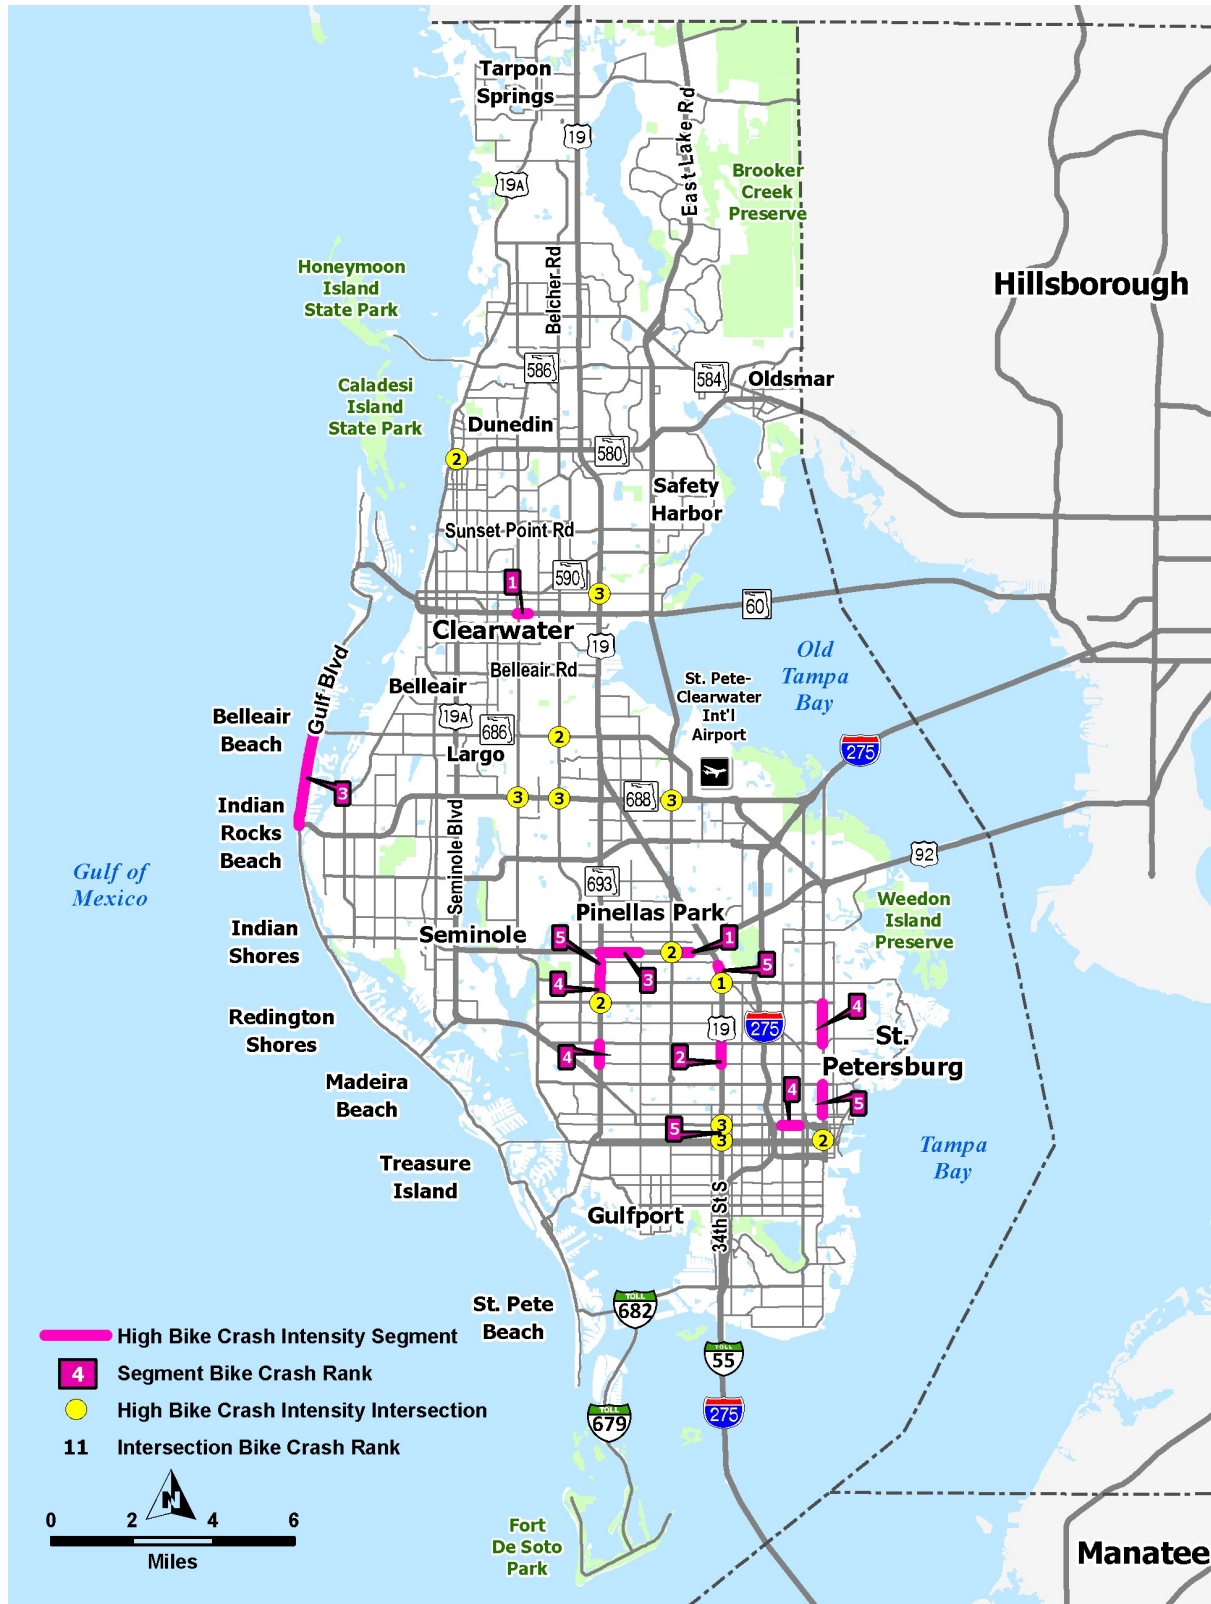 Tarpon
Springs
19
East Lake Rd
19A
Brooker
Creek
Preserve
Belcher Rd
Honeymoon
Island
State Park
Hillsborough
586
584
Oldsmar
Caladesi
Island
State Park
Dunedin
2
580
Safety
Harbor
Sunset Point Rd
1
590
3
60
Clearwater
19
Old
Tampa
Bay
Belleair Rd
Gulf Blvd
Belleair
St. Pete-
Clearwater
Int'l
Airport
Belleair
Beach
19A
686
2
Largo
275
3
Indian
Rocks
Beach
3
3
688
3
Seminole Blvd
92
Gulf of
Mexico
693
Weedon
Island
Preserve
Pinellas Park
Indian
Shores
Seminole
5
2
1
3
5
4
1
2
4
Redington
Shores
19
275
St.
Petersburg
4
2
Madeira
Beach
4
5
5
3
3
2
Tampa
Bay
Treasure
Island
34th St S
Gulfport
St. Pete
Beach
TOLL
682
TOLL
55
High Bike Crash Intensity Segment
4
Segment Bike Crash Rank
High Bike Crash Intensity Intersection
11
Intersection Bike Crash Rank
TOLL
679
275
N
0
2
4
6
Miles
Fort
De Soto
Park
Manatee